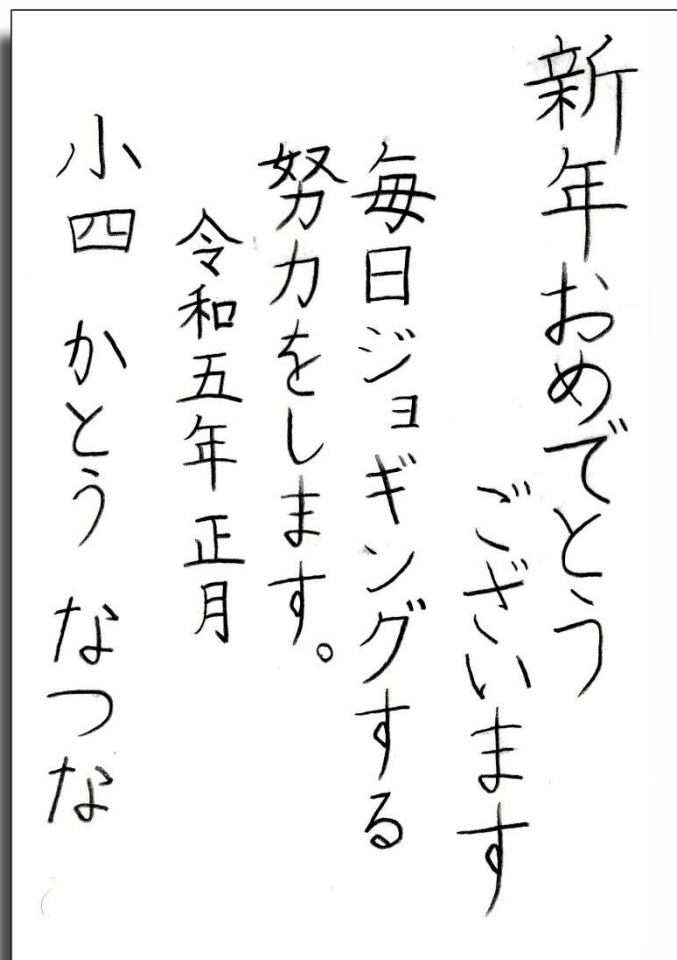 新年おめでとう
ございます
毎日ジョギングする
努力をします。
令和五年正月
小四 かとう なつな